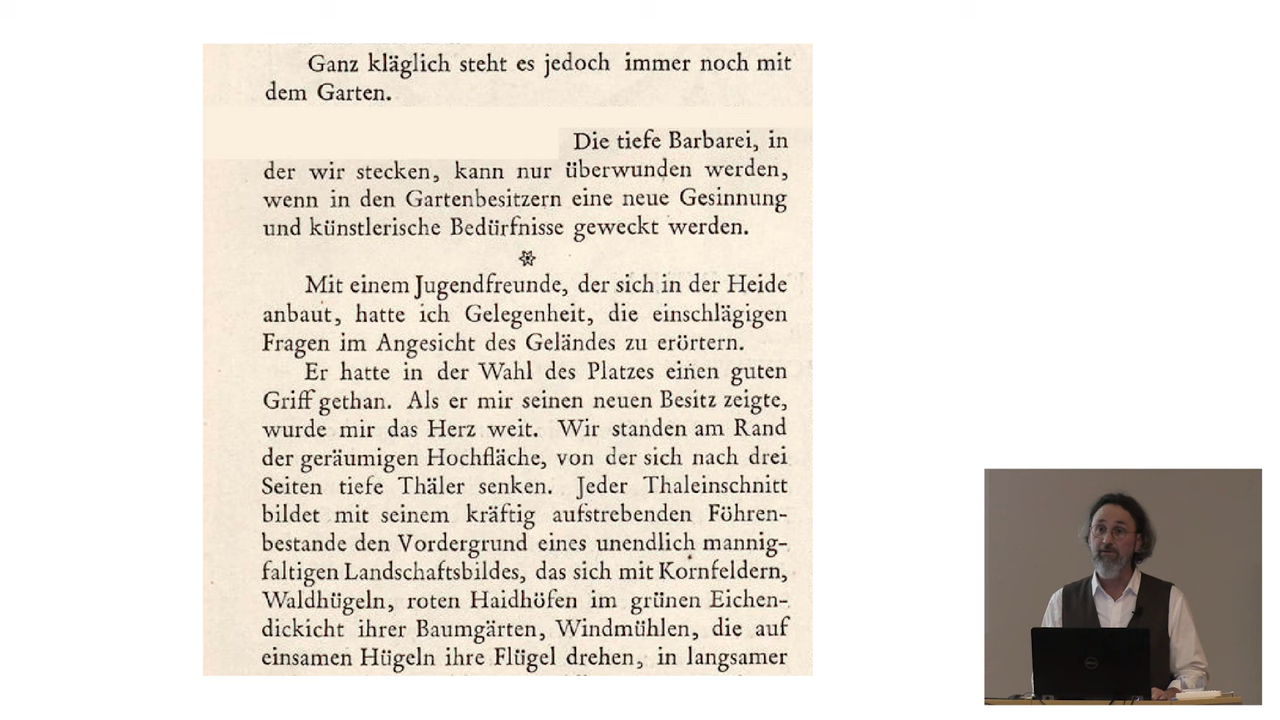 Ganz kläglich steht es jedoch immer noch mit
dem Garten.
Die tiefe Barbarei, in
der wir stecken, kann nur überwunden werden,
wenn in den Gartenbesitzern eine neue Gesinnung
und künstlerische Bedürfnisse geweckt werden.
Mit einem Jugendfreunde, der sich in der Heide
anbaut, hatte ich Gelegenheit, die einschlägigen
Fragen im Angesicht des Geländes zu erörtern.
Er hatte in der Wahl des Platzes einen guten
Griff gethan. Als er mir seinen neuen Besitz zeigte,
wurde mir das Herz weit. Wir standen am Rand
der geräumigen Hochfläche, von der sich nach drei
Seiten tiefe Thäler senken. Jeder Thaleinschnitt
bildet mit seinem kräftig aufstrebenden Föhren-
bestande den Vordergrund eines unendlich mannig-
faltigen Landschaftsbildes, das sich mit Kornfeldern,
Waldhügeln, roten Haidhöfen im grünen Eichen-
dickicht ihrer Baumgärten, Windmühlen, die auf
einsamen Hügeln ihre Flügel drehen, in langsamer
DELL